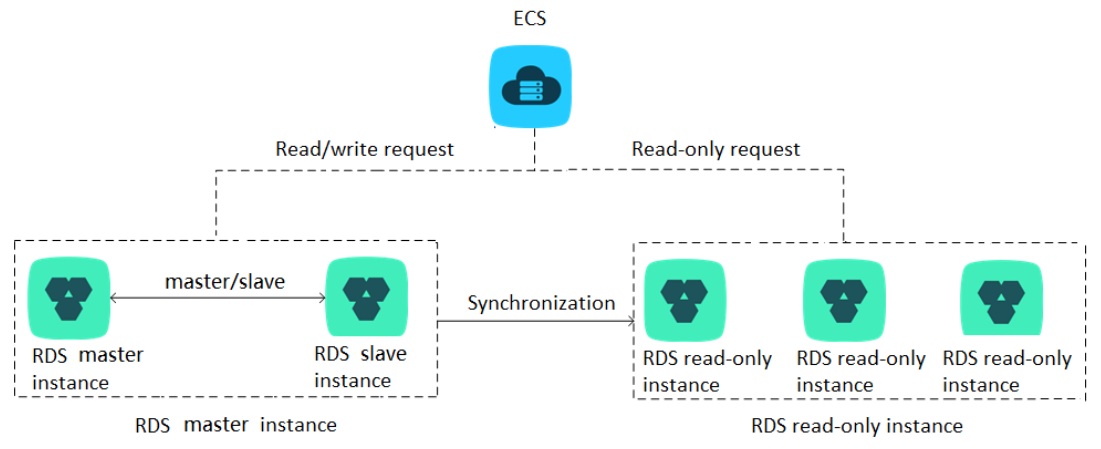 ECS
Read/write request
Read-only request
master/slave
Synchronization
RDS master
instance
RDS slave
instance
RDS read-only
instance
RDS read-only
instance
RDS read-only
instance
RDS master instance
RDS read-only instance